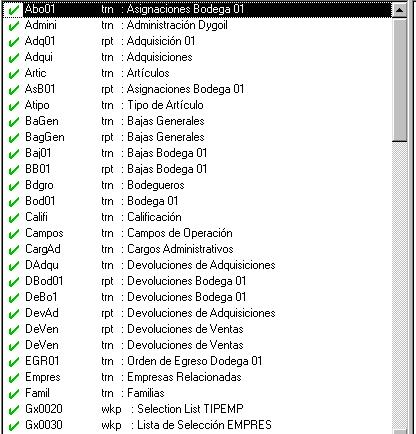 Abo01 trn : Asignaciones Bodega 01
Admini trn : Administración Dygoil
Adq01 rpt : Adquisición 01
Adqui trn : Adquisiciones
Artic trn : Artículos
AsB01 rpt : Asignaciones Bodega 01
Atipo trn : Tipo de Artículo
BaGen trn : Bajas Generales
BagGen rpt : Bajas Generales
Baj01 trn : Bajas Bodega 01
BB01 rpt : Bajas Bodega 01
Bdgro trn : Bodegueros
Bod01 trn : Bodega 01
Califi trn : Calificación
Campos trn : Campos de Operación
CargAd trn : Cargos Administrativos
DAdqu trn : Devoluciones de Adquisiciones
DBod01 rpt : Devoluciones Bodega 01
DeBo1 trn : Devoluciones Bodega 01
DevAd rpt : Devoluciones de Adquisiciones
DeVen rpt : Devoluciones de Ventas
DeVen trn : Devoluciones de Ventas
EGR01 trn : Orden de Egreso Dodega 01
Empres trn : Empresas Relacionadas
Famil trn : Familias
Gx0020 wkp : Selection List TIPEMP
Gx0030 wkp : Lista de Selección EMPRES